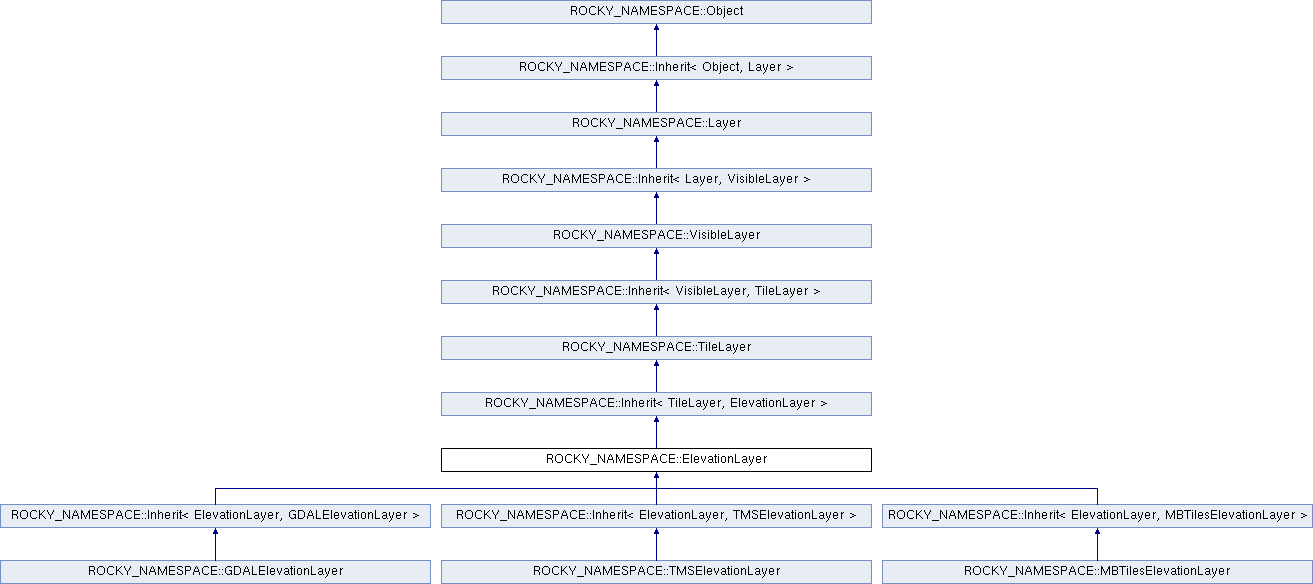 ROCKY_NAMESPACE::Object
ROCKY_NAMESPACE::Inherit< Object, Layer >
ROCKY_NAMESPACE::Layer
ROCKY_NAMESPACE::Inherit< Layer, VisibleLayer >
ROCKY_NAMESPACE::VisibleLayer
ROCKY_NAMESPACE::Inherit< VisibleLayer, TileLayer >
ROCKY_NAMESPACE::TileLayer
ROCKY_NAMESPACE::Inherit< TileLayer, ElevationLayer >
ROCKY_NAMESPACE::ElevationLayer
ROCKY_NAMESPACE::Inherit< ElevationLayer, GDALElevationLayer >
ROCKY_NAMESPACE::Inherit< ElevationLayer, TMSElevationLayer >
ROCKY_NAMESPACE::Inherit< ElevationLayer, MBTilesElevationLayer >
ROCKY_NAMESPACE::GDALElevationLayer
ROCKY_NAMESPACE::TMSElevationLayer
ROCKY_NAMESPACE::MBTilesElevationLayer